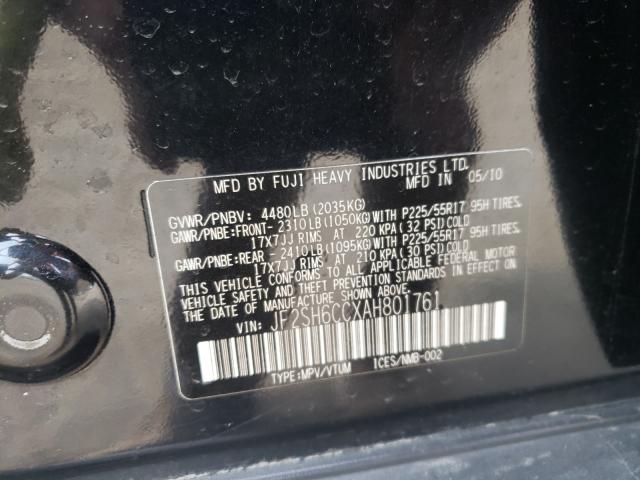 MFD BY FUJI HEAVY INDUSTRIES LTD.
MFD IN 05/10
GVWR/PNBV: 4480LB(2035KG)
GAWR/PNBE:FRONT-2310LB(1050KG)WITH P225/55R17 95H TIRES.
17X7JJ RIMS AT 220 KPA(32 PSI)COLD
GAWR/PNBE:REAR 2410LB(1095KG)WITH P225/55R17 95H TIRES.
17X7JJ RIMS AT 210 KPA(30 PSI)COLD
THIS VEHICLE CONFORMS TO ALL APPLICABLE FEDERAL MOTOR
VEHICLE SAFETY AND THEFT PREVENTION STANDARDS IN EFFECT ON
THE DATE OF MANUFACTURE SHOWN ABOVE.
VIN: JF2SH6CCXAH801761
TYPE:MPV/VTUM ICES/NMB-002